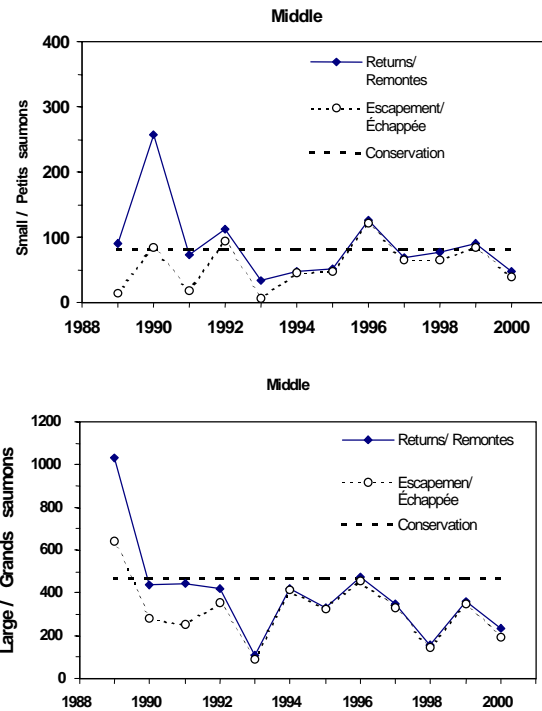 Middle
400
300
200
100
0
Small / Petits saumons
Returns/
Remontes
Escapement/
Échappée
Conservation
1988 1990 1992 1994 1996 1998 2000
Middle
1200
1000
800
600
400
200
0
Large / Grands saumons
Returns/ Remontes
Escapemen/
Échappée
Conservation
1988 1990 1992 1994 1996 1998 2000